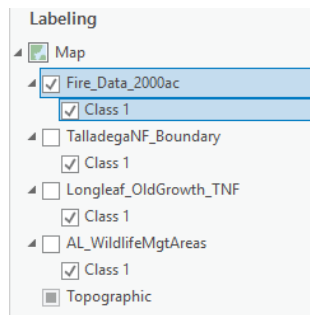 Labeling
Map
Fire_Data_2000ac
Class 1
TalladegaNF_Boundary
Class 1
Longleaf_OldGrowth_TNF
Class 1
AL_WildlifeMgtAreas
Class 1
Topographic